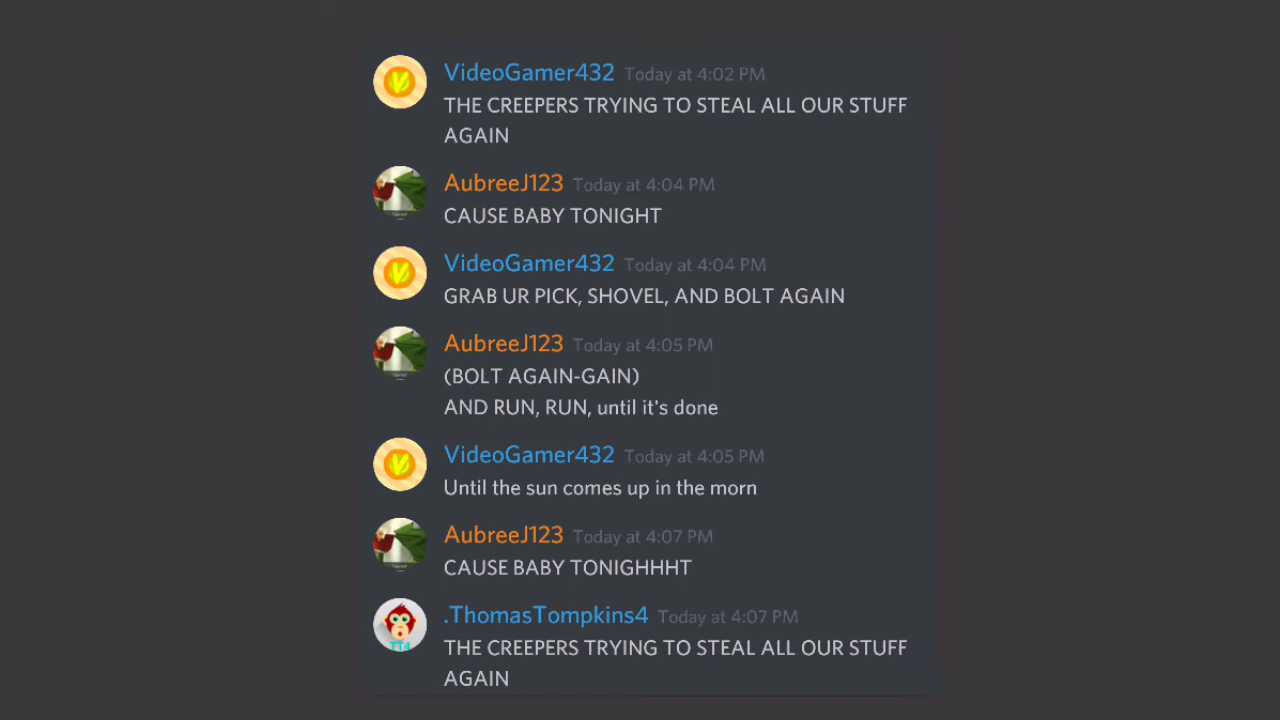 VideoGamer432 Today at 4:02 PM
THE CREEPERS TRYING TO STEAL ALL OUR STUFF
AGAIN
AubreeJ123 Today at 4:04 PM
CAUSE BABY TONIGHT
VideoGamer432 Today at 4:04 PM
GRAB UR PICK, SHOVEL, AND BOLT AGAIN
AubreeJ123 Today at 4:05 PM
(BOLT AGAIN-GAIN)
AND RUN, RUN, until it's done
VideoGamer432 Today at 4:05 PM
Until the sun comes up in the morn
AubreeJ123 Today at 4:07 PM
CAUSE BABY TONIGHHHT
.ThomasTompkins4 Today at 4:07 PM
TT4
THE CREEPERS TRYING TO STEAL ALL OUR STUFF
AGAIN